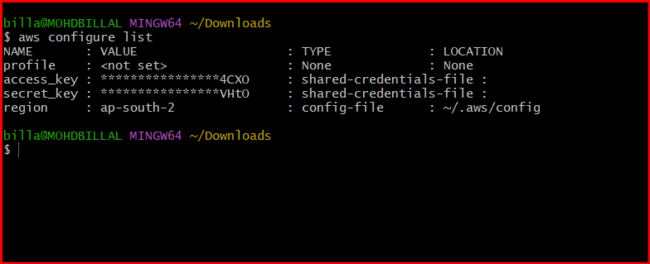 billa@MOHDBILLAL MINGW64 ~/Downloads
$ aws configure list
NAME : VALUE : TYPE : LOCATION
profile : <not set> : None : None
access_key : ****************4CXO : shared-credentials-file :
secret_key : ****************VHtO : shared-credentials-file :
region : ap-south-2 : config-file : ~/.aws/config
billa@MOHDBILLAL MINGW64 ~/Downloads
$